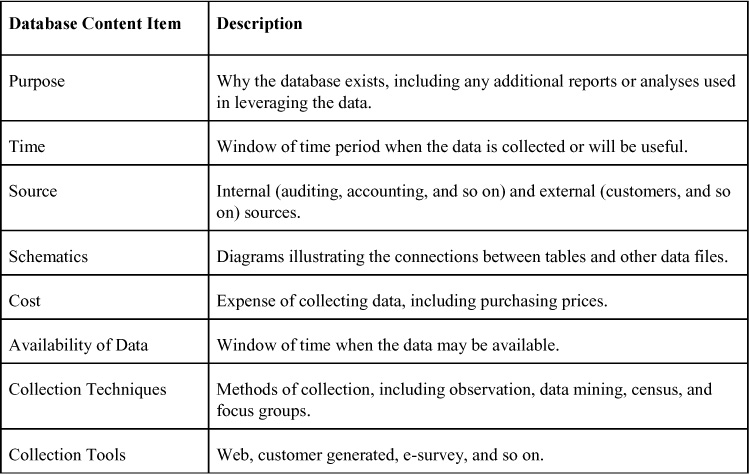 Database Content Item Description
Purpose Why the database exists, including any additional reports or analyses used
in leveraging the data.
Time Window of time period when the data is collected or will be useful.
Source Internal (auditing, accounting, and so on) and external (customers, and so
on) sources.
Schematics Diagrams illustrating the connections between tables and other data files.
Cost Expense of collecting data, including purchasing prices.
Availability of Data Window of time when the data may be available.
Collection Techniques Methods of collection, including observation, data mining, census, and
focus groups.
Collection Tools Web, customer generated, e-survey, and so on.